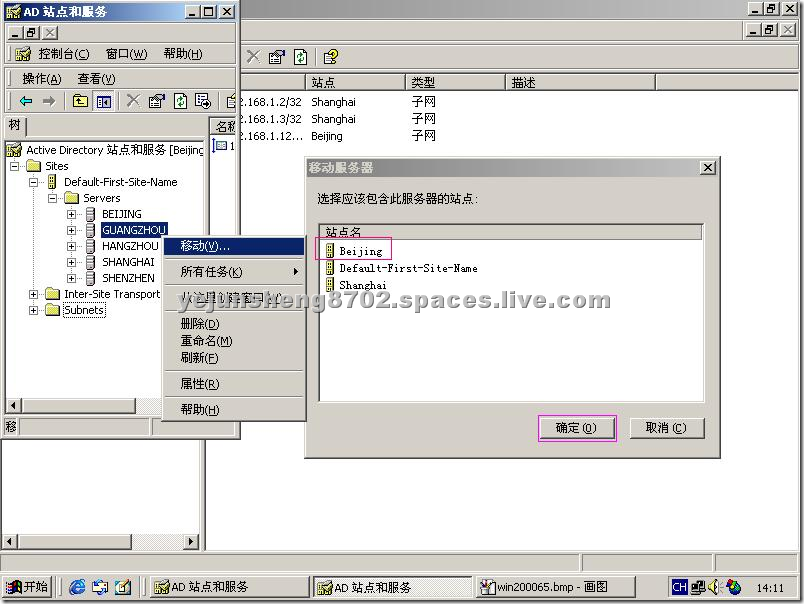 AD 站点和服务
控制台(C) 窗口(W) 帮助(H)
操作(A) 查看(V)
树
名称
站点 类型 描述
2.168.1.2/32 Shanghai 子网
2.168.1.3/32 Shanghai 子网
2.168.1.12... Beijing 子网
Active Directory 站点和服务 [Beijing
Sites
Default-First-Site-Name
Servers
BEIJING
GUANGZHOU
HANGZHOU
SHANGHAI
SHENZHEN
Inter-Site Transport
Subnets
移动(V)...
所有任务(K)
从这里创建窗口(W)
删除(D)
重命名(M)
刷新(F)
属性(R)
帮助(H)
移
移动服务器
选择应该包含此服务器的站点:
站点名
Beijing
Default-First-Site-Name
Shanghai
确定(O)
取消(C)
yejunsheng8702.spaces.live.com
开始
AD 站点和服务
AD 站点和服务
win200065.bmp - 画图
CH
14:11